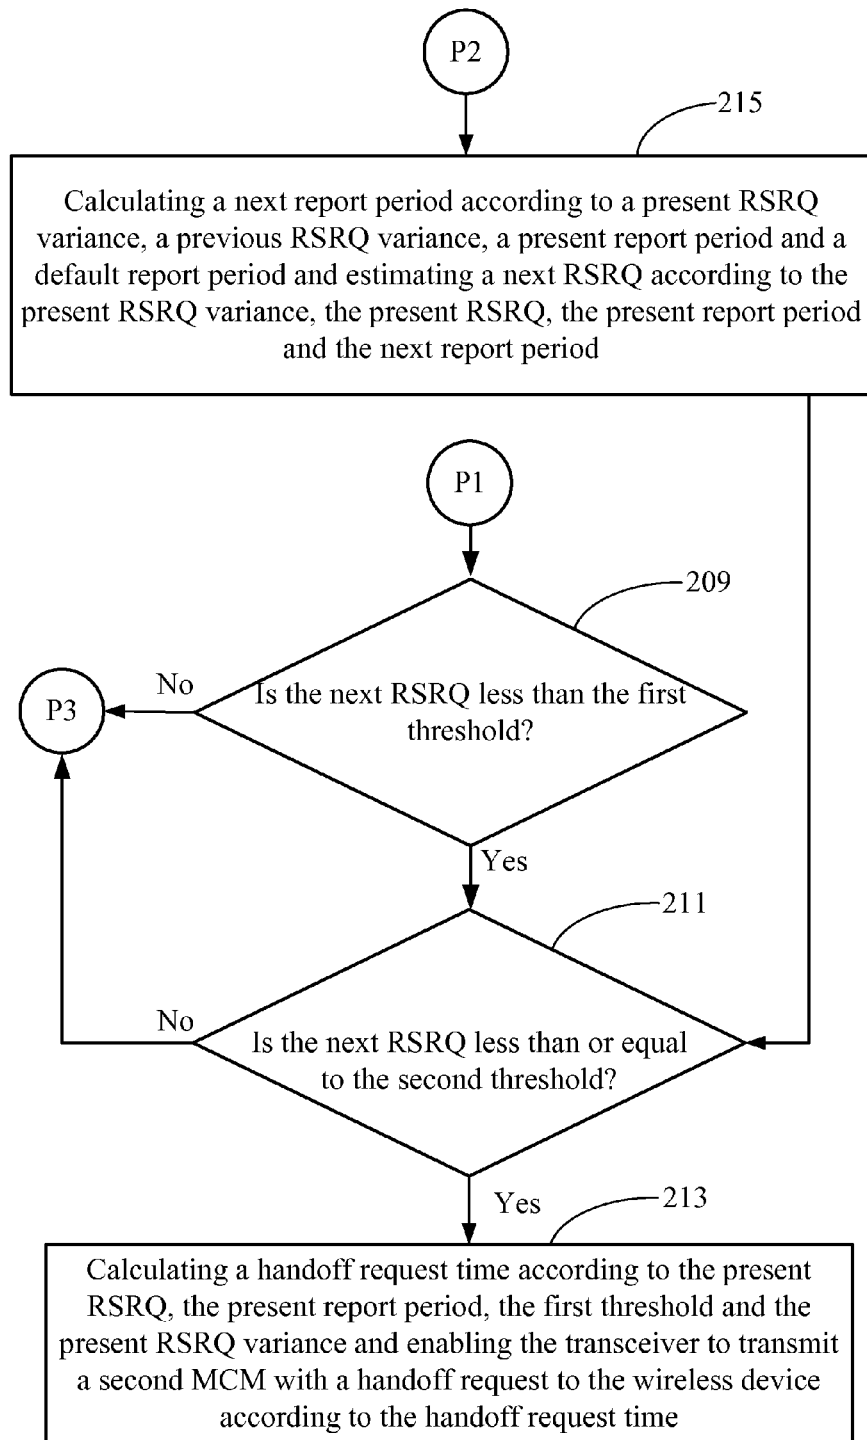 P2
215
Calculating a next report period according to a present RSRQ
variance, a previous RSRQ variance, a present report period and a
default report period and estimating a next RSRQ according to the
present RSRQ variance, the present RSRQ, the present report period
and the next report period
P1
209
No
P3
Is the next RSRQ less than the first
threshold?
Yes
211
No
Is the next RSRQ less than or equal
to the second threshold?
Yes
213
Calculating a handoff request time according to the present
RSRQ, the present report period, the first threshold and the
present RSRQ variance and enabling the transceiver to transmit
a second MCM with a handoff request to the wireless device
according to the handoff request time